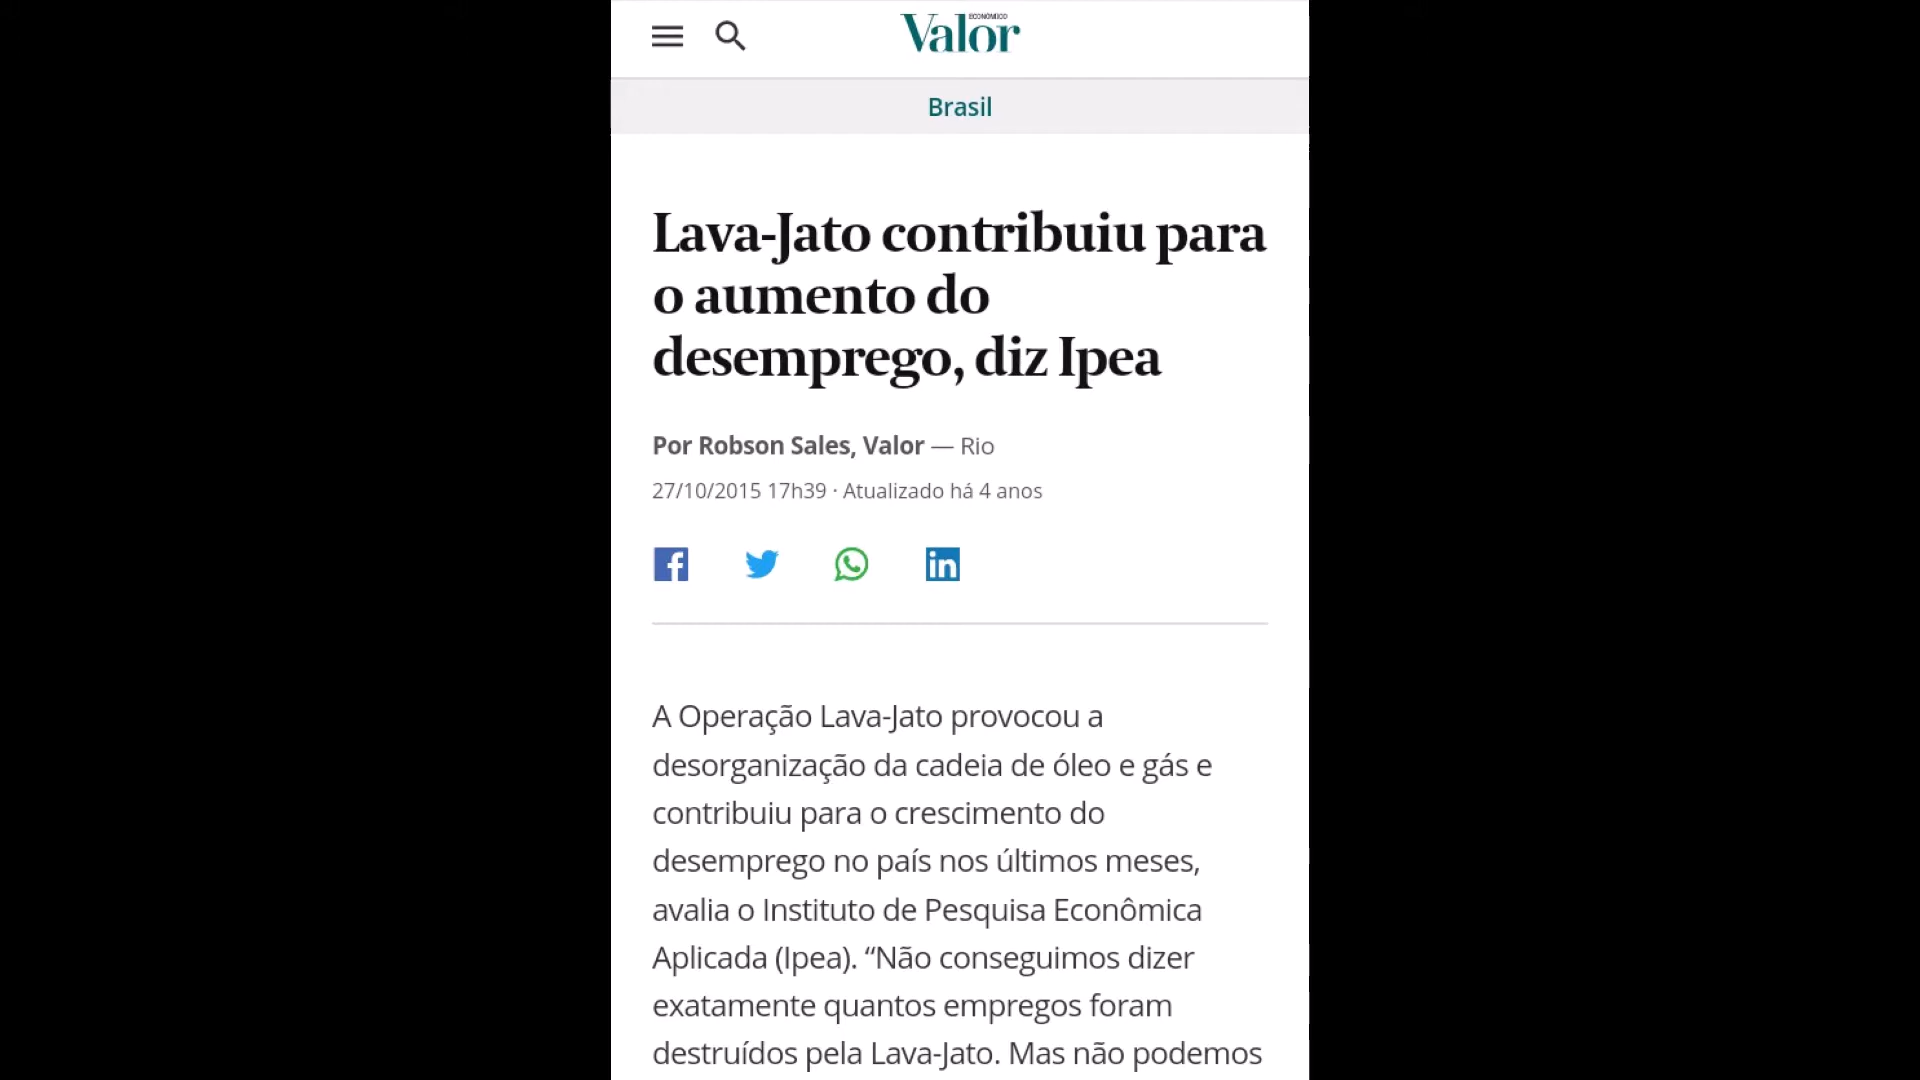 ECONÔMICO
Valor
Brasil
Lava-Jato contribuiu para
o aumento do
desemprego, diz Ipea
Por Robson Sales, Valor — Rio
27/10/2015 17h39 · Atualizado há 4 anos
A Operação Lava-Jato provocou a
desorganização da cadeia de óleo e gás e
contribuiu para o crescimento do
desemprego no país nos últimos meses,
avalia o Instituto de Pesquisa Econômica
Aplicada (Ipea). “Não conseguimos dizer
exatamente quantos empregos foram
destruídos pela Lava-Jato. Mas não podemos